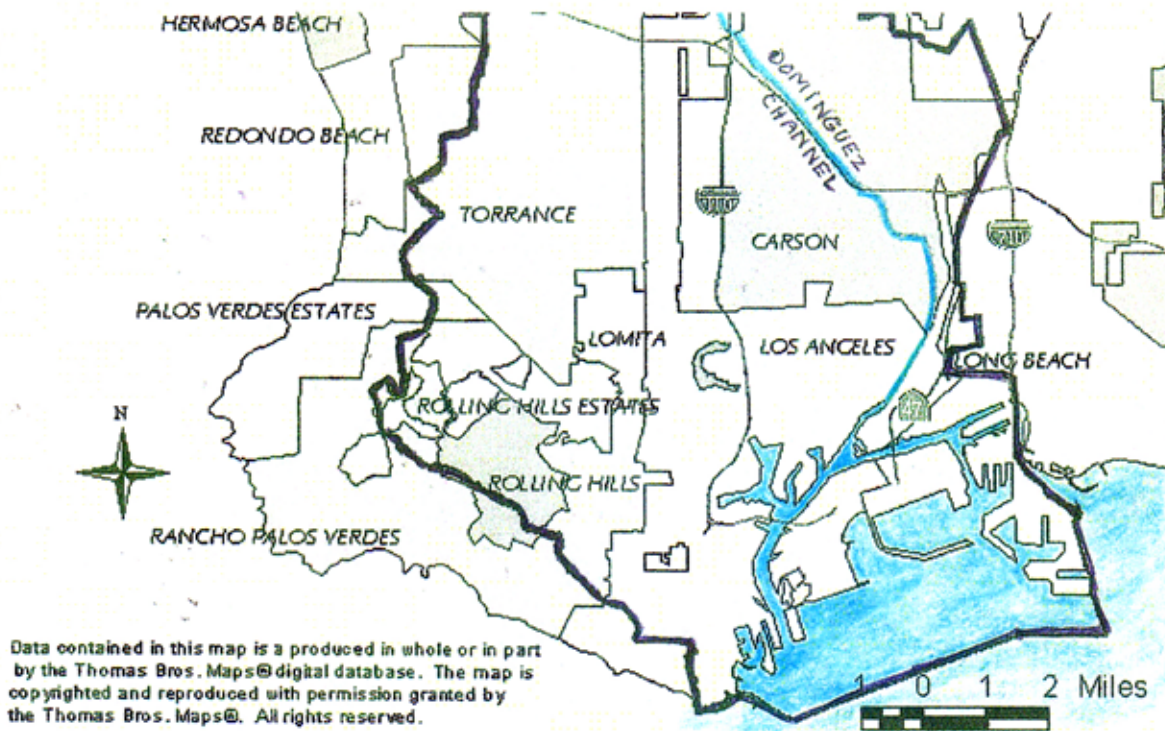 HERMOSA BEACH
REDONDO BEACH
DOMINGUEZ
CHANNEL
TORRANCE
110
710
CARSON
PALOS VERDES ESTATES
LOMITA
LOS ANGELES
LONG BEACH
ROLLING HILLS ESTATES
47
N
ROLLING HILLS
RANCHO PALOS VERDES
Data contained in this map is a produced in whole or in part
by the Thomas Bros. Maps® digital database. The map is
copyrighted and reproduced with permission granted by
the Thomas Bros. Maps®. All rights reserved.
1 0 1 2 Miles